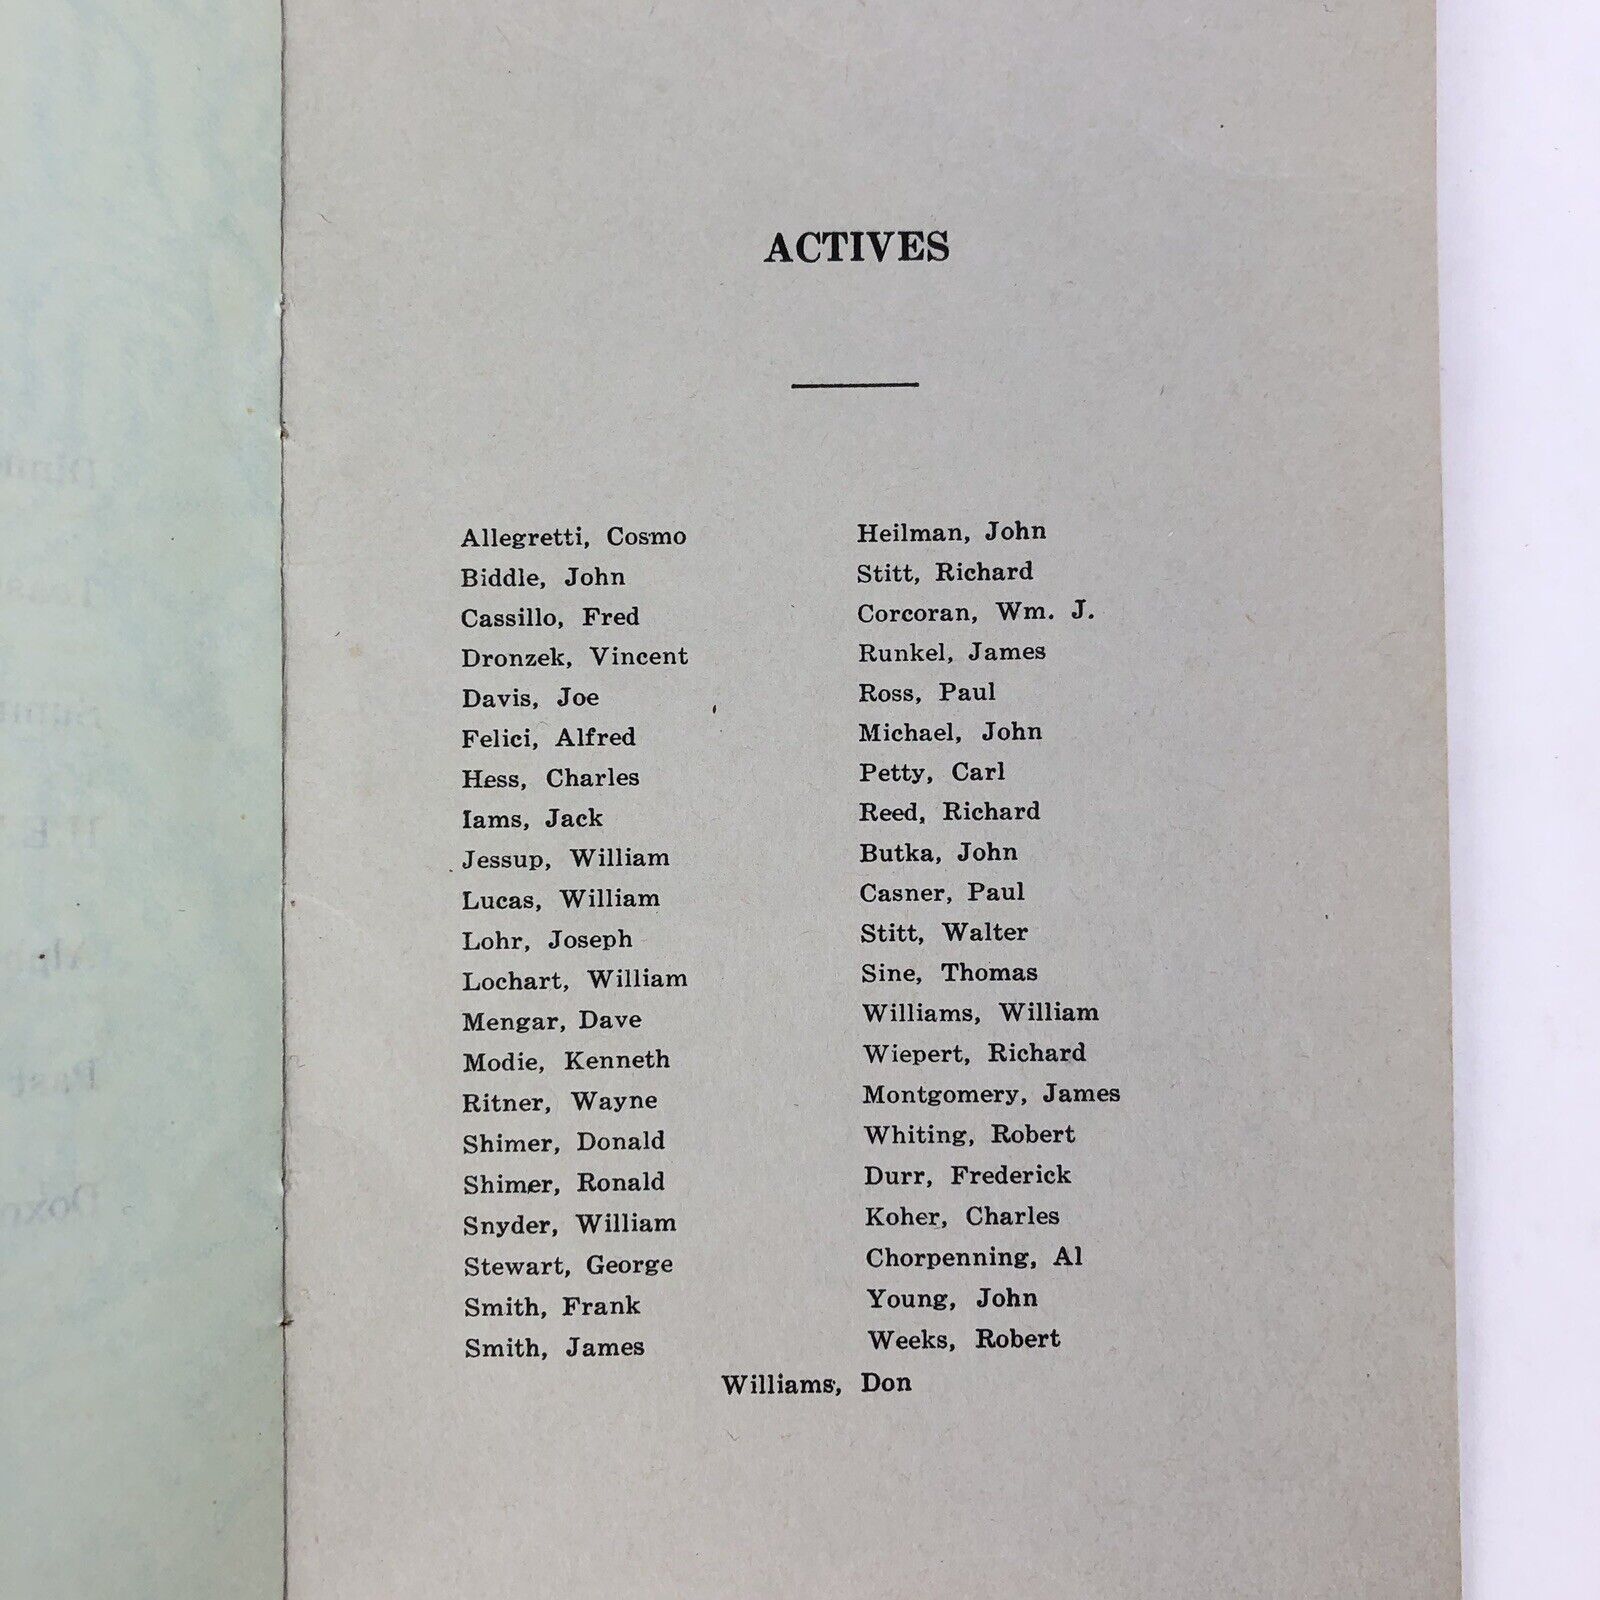 ACTIVES
Allegretti, Cosmo
Biddle, John
Cassillo, Fred
Dronzek, Vincent
Davis, Joe
Felici, Alfred
Hess, Charles
Iams, Jack
Jessup, William
Lucas, William
Lohr, Joseph
Lochart, William
Mengar, Dave
Modie, Kenneth
Ritner, Wayne
Shimer, Donald
Shimer, Ronald
Snyder, William
Stewart, George
Smith, Frank
Smith, James
Heilman, John
Stitt, Richard
Corcoran, Wm. J.
Runkel, James
Ross, Paul
Michael, John
Petty, Carl
Reed, Richard
Butka, John
Casner, Paul
Stitt, Walter
Sine, Thomas
Williams, William
Wiepert, Richard
Montgomery, James
Whiting, Robert
Durr, Frederick
Koher, Charles
Chorpenning, Al
Young, John
Weeks, Robert
Williams, Don